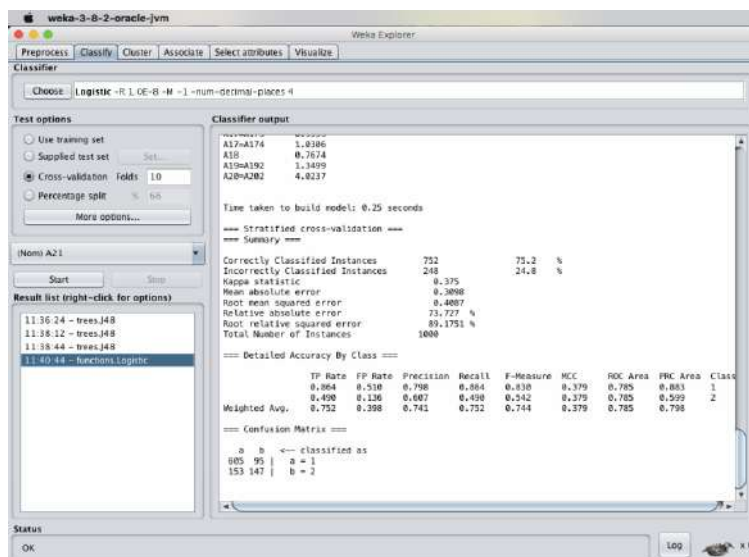 weka-3-8-2-oracle-jvm
Weka Explorer
Preprocess Classify Cluster Associate Select attributes Visualize
Classifier
Choose Logistic -R 1.0E-8 -M -1 -num-decimal-places 4
Test options
Use training set
Supplied test set Set...
Cross-validation Folds 10
Percentage split % 66
More options...
(Nom) A21
Start Stop
Result list (right-click for options)
11:36:24 - trees.J48
11:38:12 - trees.J48
11:38:44 - trees.J48
11:40:44 - functions.Logistic
Classifier output
A17=A174 1.0306
A18 0.7674
A19=A192 1.3499
A20=A202 4.0237
Time taken to build model: 0.25 seconds
=== Stratified cross-validation ===
=== Summary ===
Correctly Classified Instances 752 75.2 %
Incorrectly Classified Instances 248 24.8 %
Kappa statistic 0.375
Mean absolute error 0.3098
Root mean squared error 0.4087
Relative absolute error 73.727 %
Root relative squared error 89.1751 %
Total Number of Instances 1000
=== Detailed Accuracy By Class ===
TP Rate FP Rate Precision Recall F-Measure MCC ROC Area PRC Area Class
0.864 0.510 0.798 0.864 0.830 0.379 0.785 0.883 1
0.490 0.136 0.607 0.490 0.542 0.379 0.785 0.599 2
Weighted Avg. 0.752 0.398 0.741 0.752 0.744 0.379 0.785 0.798
=== Confusion Matrix ===
a b <-- classified as
605 95 | a = 1
153 147 | b = 2
Status
OK
Log
x